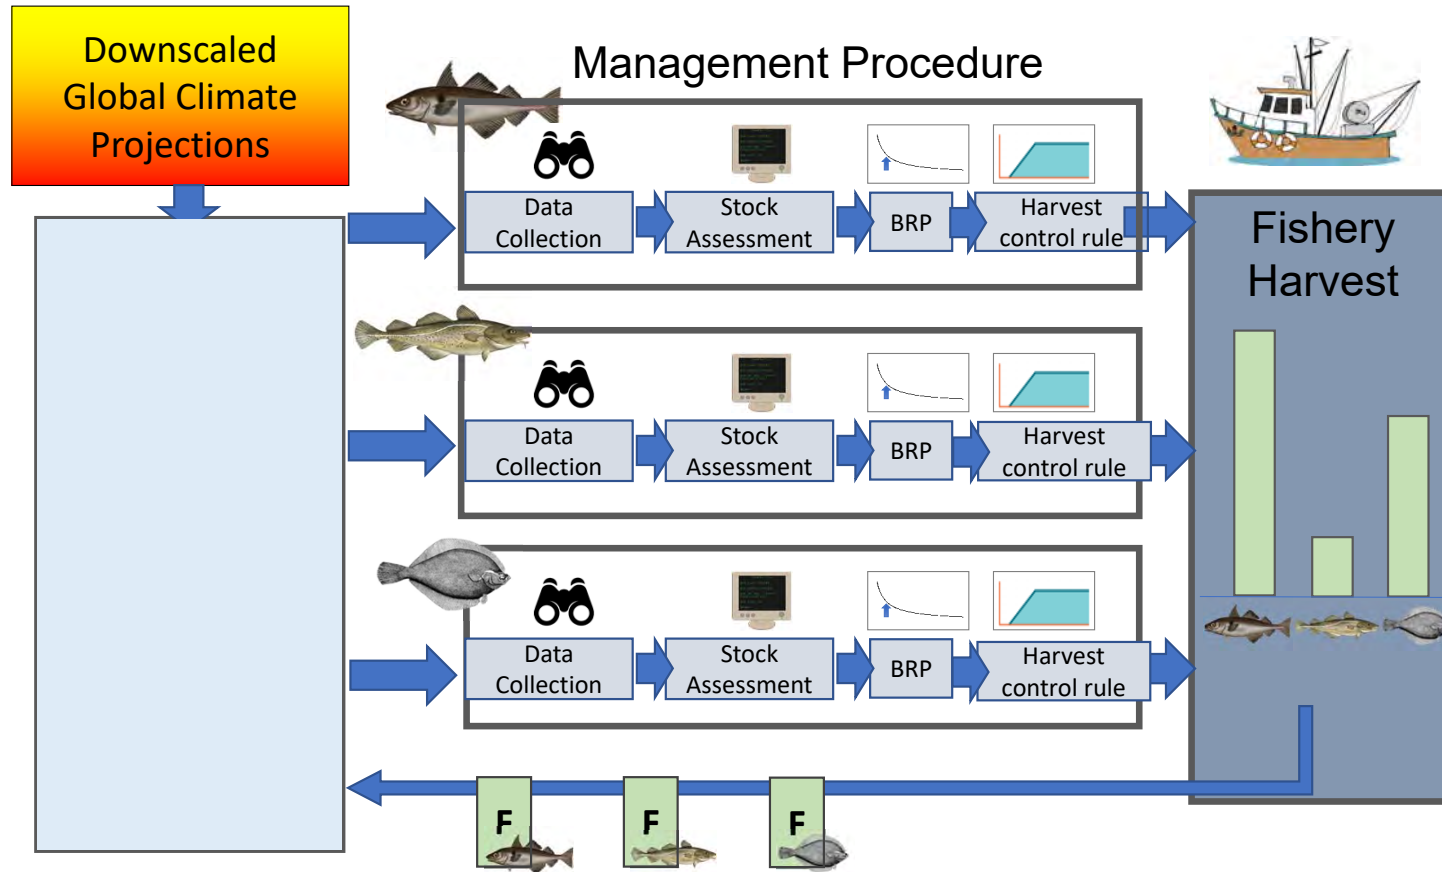 Downscaled
Global Climate
Projections
Management Procedure
Data
Collection
Stock
Assessment
BRP
Harvest
control rule
Fishery
Harvest
Data
Collection
Stock
Assessment
BRP
Harvest
control rule
Data
Collection
Stock
Assessment
BRP
Harvest
control rule
F
F
F